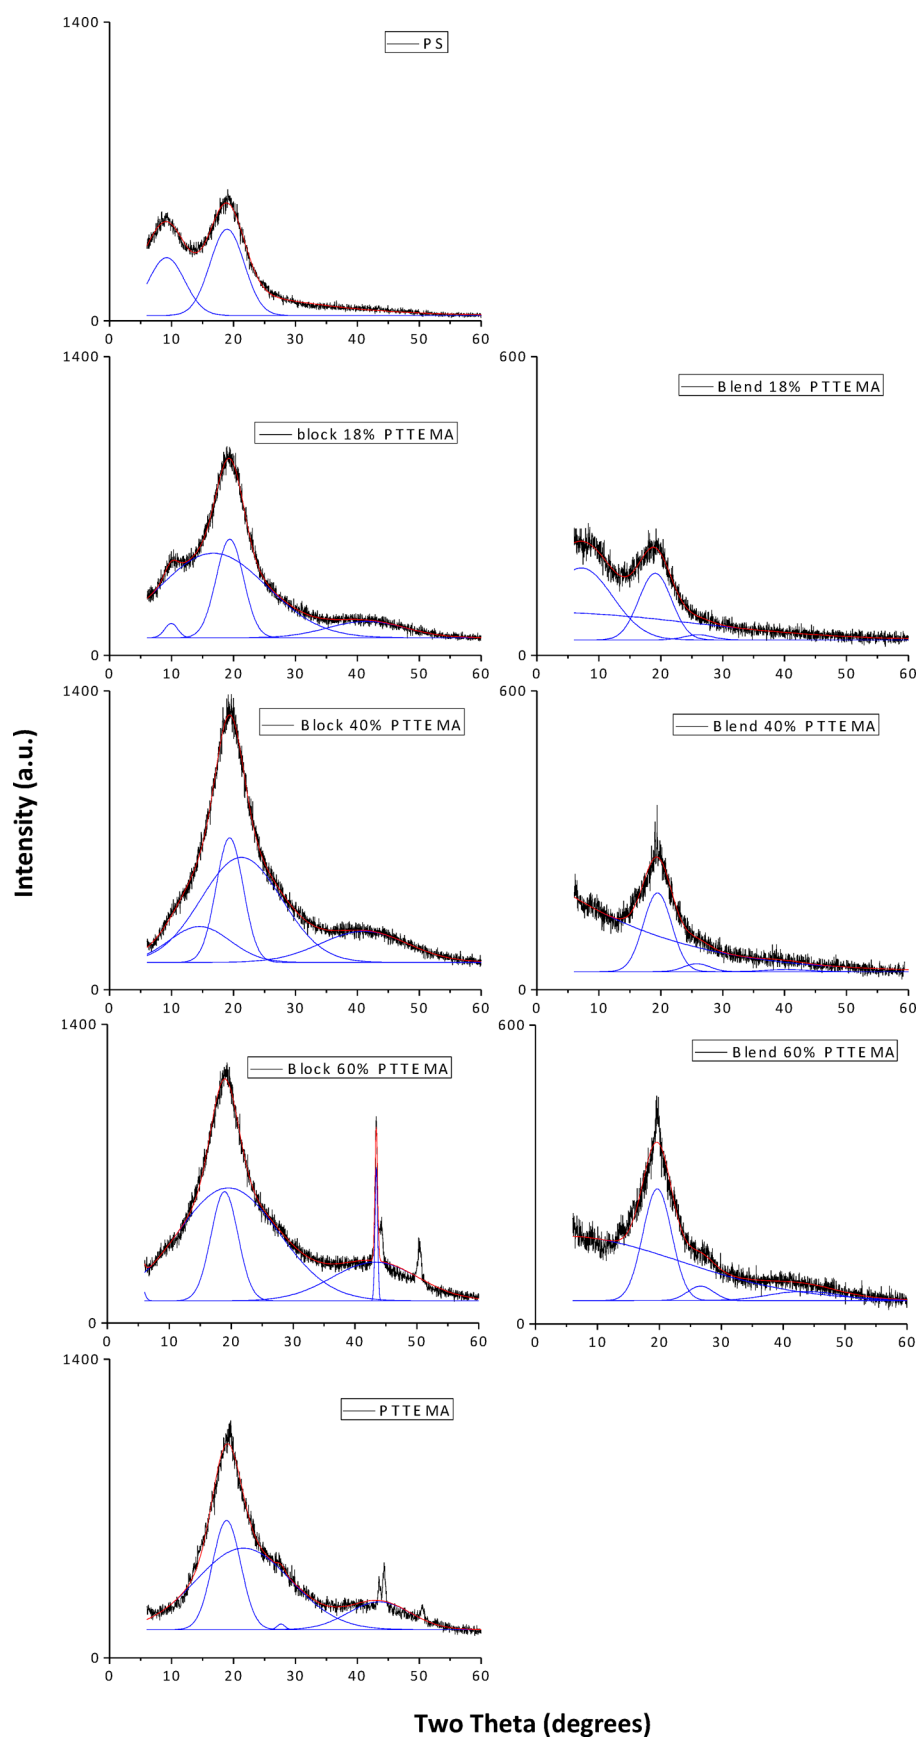 1400
PS
0
0 10 20 30 40 50 60
1400
block 18% PTTEMA
0
0 10 20 30 40 50 60
600
Blend 18% PTTEMA
0
0 10 20 30 40 50 60
1400
Block 40% PTTEMA
0
0 10 20 30 40 50 60
600
Blend 40% PTTEMA
0
0 10 20 30 40 50 60
Intensity (a.u.)
1400
Block 60% PTTEMA
0
0 10 20 30 40 50 60
600
Blend 60% PTTEMA
0
0 10 20 30 40 50 60
1400
PTTEMA
0
0 10 20 30 40 50 60
Two Theta (degrees)